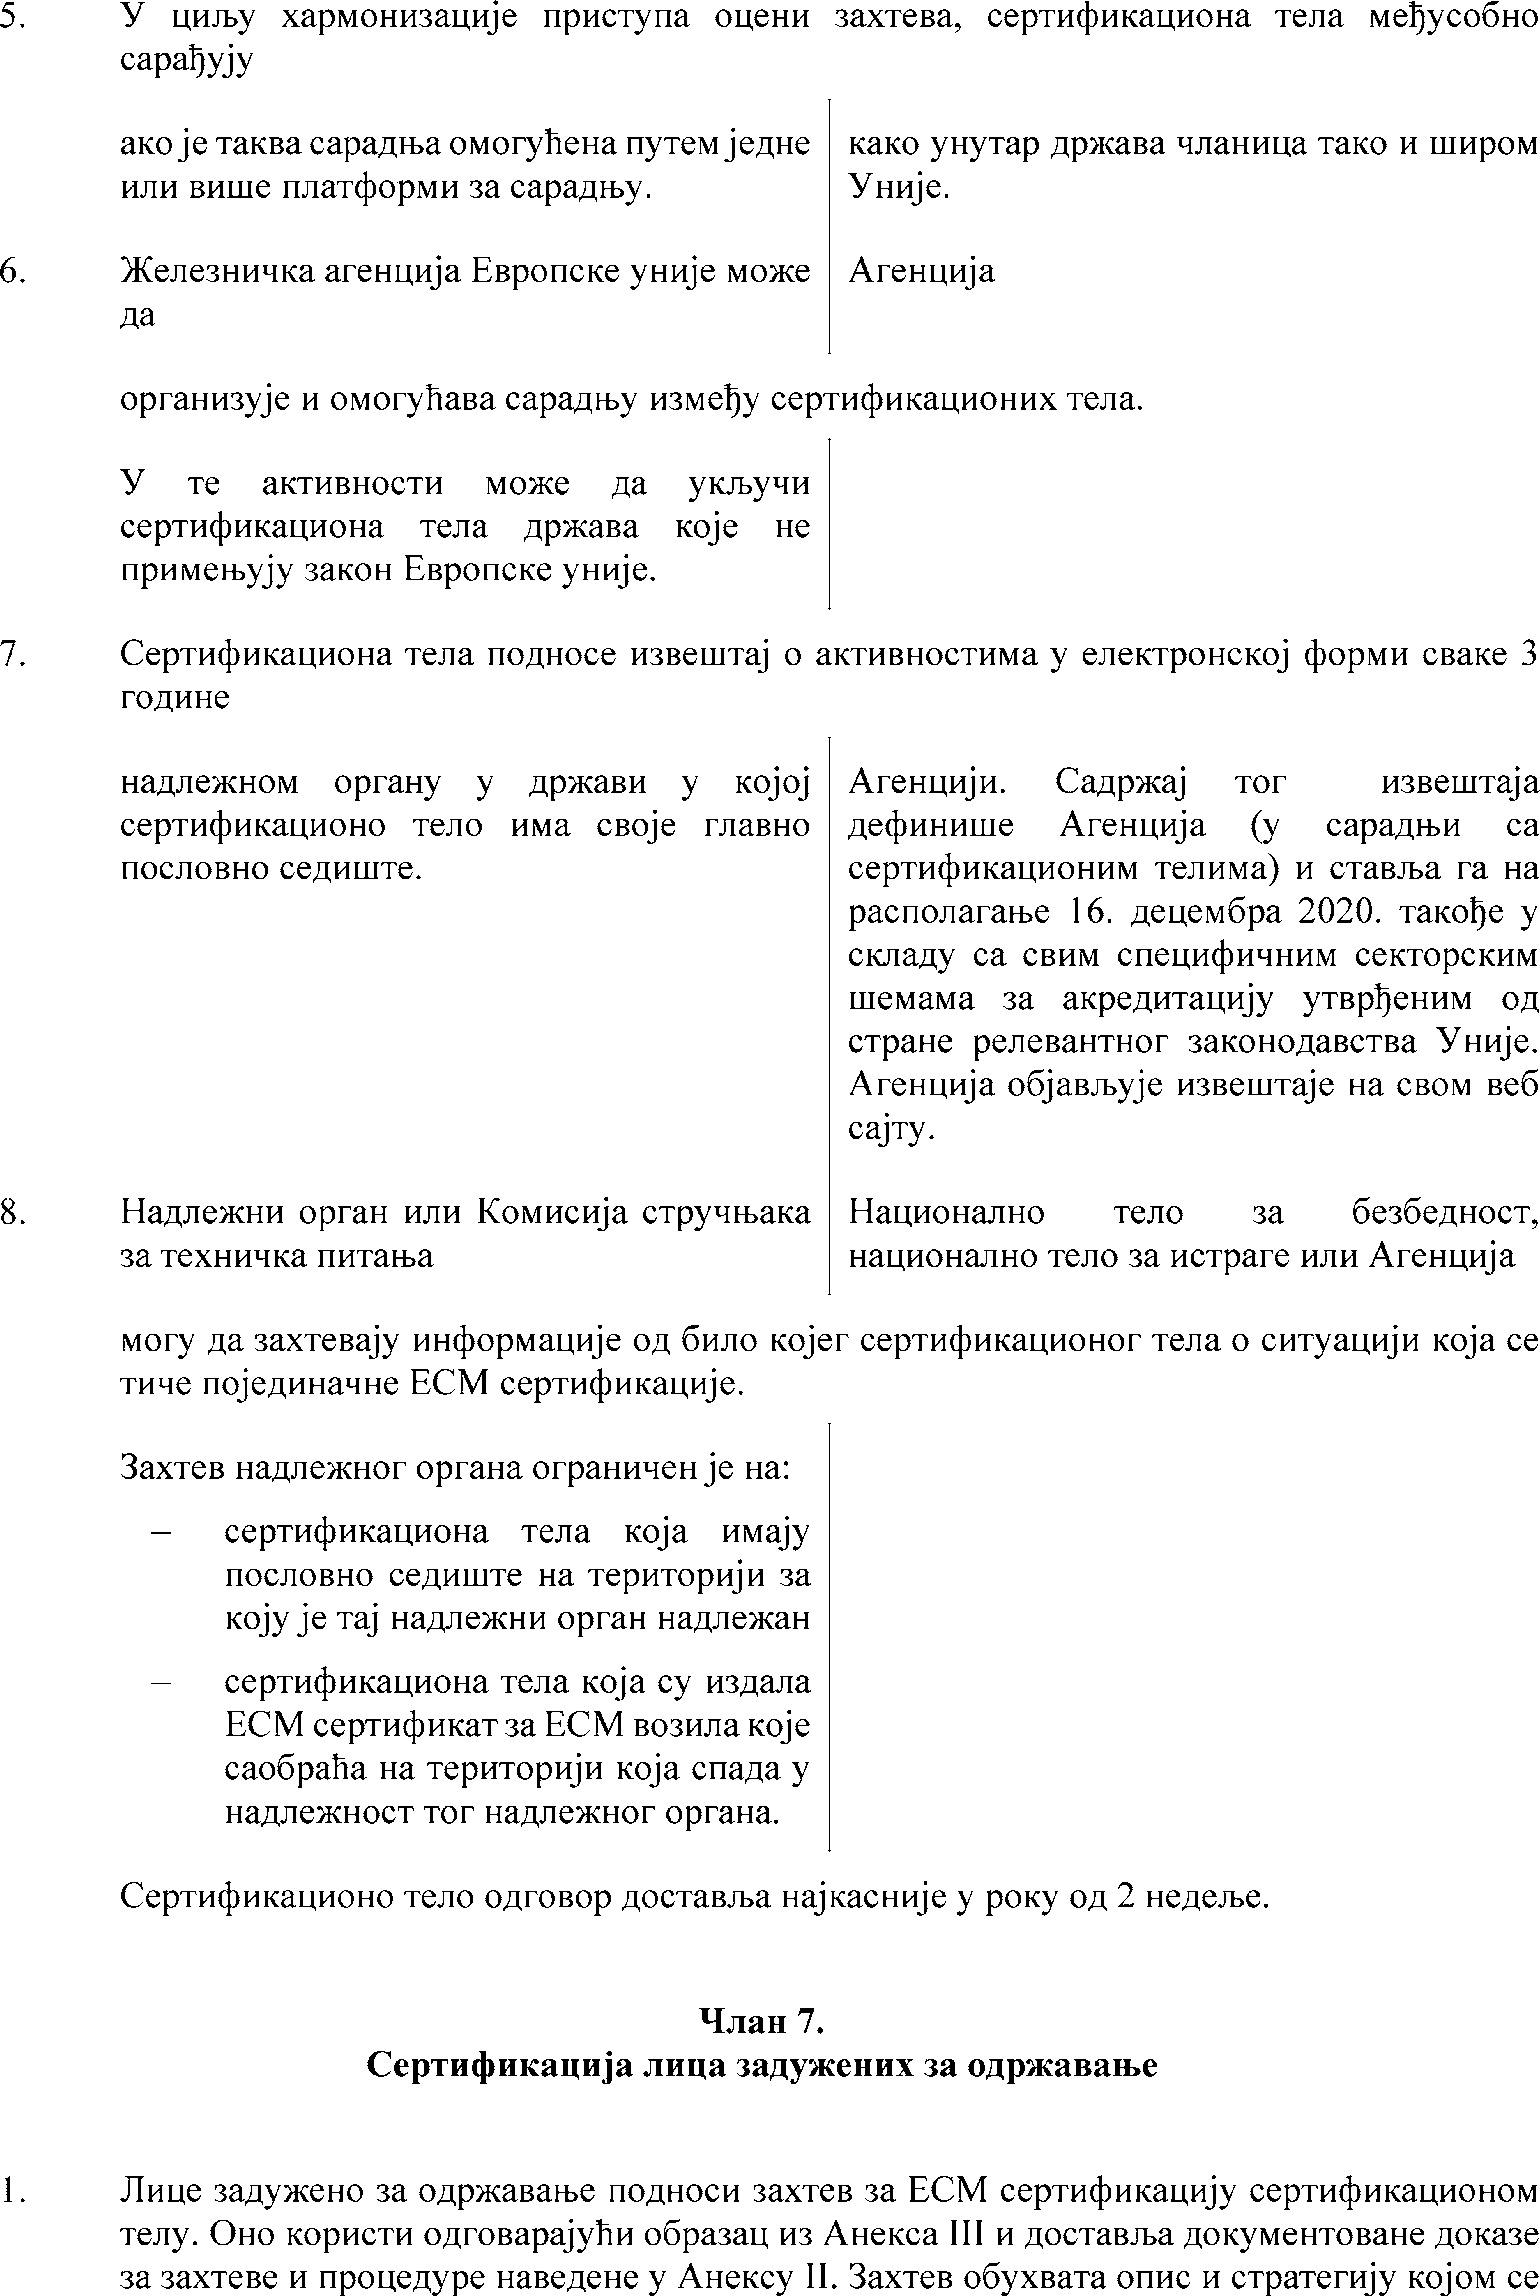 5. У циљу хармонизације приступа оцени захтева, сертификациона тела међусобно
сарађују
ако је таква сарадња омогућена путем једне
или више платформи за сарадњу.
како унутар држава чланица тако и широм
Уније.
6. Железничка агенција Европске уније може
да
Агенција
организује и омогућава сарадњу између сертификационих тела.
У те активности може да укључи
сертификациона тела држава које не
примењују закон Европске уније.
7. Сертификациона тела подносе извештај о активностима у електронској форми сваке 3
године
надлежном органу у држави у којој
сертификационо тело има своје главно
пословно седиште.
Агенцији. Садржај тог извештаја
дефинише Агенција (у сарадњи са
сертификационим телима) и ставља га на
располагање 16. децембра 2020. такође у
складу са свим специфичним секторским
шемама за акредитацију утврђеним од
стране релевантног законодавства Уније.
Агенција објављује извештаје на свом веб
сајту.
8. Надлежни орган или Комисија стручњака
за техничка питања
Национално тело за безбедност,
национално тело за истраге или Агенција
могу да захтевају информације од било којег сертификационог тела о ситуацији која се
тиче појединачне ECM сертификације.
Захтев надлежног органа ограничен је на:
– сертификациона тела која имају
пословно седиште на територији за
коју је тај надлежни орган надлежан
– сертификациона тела која су издала
ECM сертификат за ECM возила које
саобраћа на територији која спада у
надлежност тог надлежног органа.
Сертификационо тело одговор доставља најкасније у року од 2 недеље.
Члан 7.
Сертификација лица задужених за одржавање
1. Лице задужено за одржавање подноси захтев за ECM сертификацију сертификационом
телу. Оно користи одговарајући образац из Анекса III и доставља документоване доказе
за захтеве и процедуре наведене у Анексу II. Захтев обухвата опис и стратегију којом се